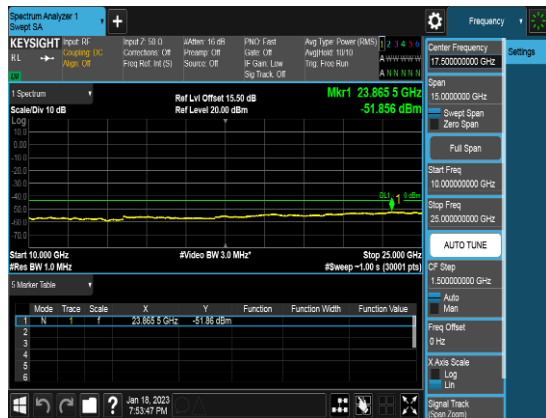 Spectrum Analyzer 1
Swept SA
Frequency
KEYSIGHT Input: RF
Coupling: DC
Align: Off
Input Z: 50 Ω
Corrections: Off
Freq Ref: Int (S)
#Atten: 16 dB
Preamp: Off
Source: Off
PNO: Fast
Gate: Off
IF Gain: Low
Sig Track: Off
Avg Type: Power (RMS)
Avg|Hold: 10/10
Trig: Free Run
1 2 3 4 5 6
A W W W W W
A N N N N N
RL
LV
1 Spectrum
Scale/Div 10 dB
Ref Lvl Offset 15.50 dB
Ref Level 20.00 dBm
Mkr1 23.865 5 GHz
-51.856 dBm
Log
10.0
0.00
-10.0
-20.0
-30.0
-40.0
-50.0
-60.0
-70.0
1
Start 10.000 GHz
#Res BW 1.0 MHz
#Video BW 3.0 MHz*
Stop 25.000 GHz
#Sweep ~1.00 s (30001 pts)
5 Marker Table
Mode Trace Scale X Y Function Function Width Function Value
1 N 1 f 23.865 5 GHz -51.86 dBm
2
3
4
5
6
Jan 18, 2023
7:53:47 PM
Center Frequency
17.500000000 GHz
Settings
Span
15.0000000 GHz
Swept Span
Zero Span
Full Span
Start Freq
10.000000000 GHz
Stop Freq
25.000000000 GHz
AUTO TUNE
CF Step
1.500000000 GHz
Auto
Man
Freq Offset
0 Hz
X Axis Scale
Log
Lin
Signal Track
(Span Zoom)